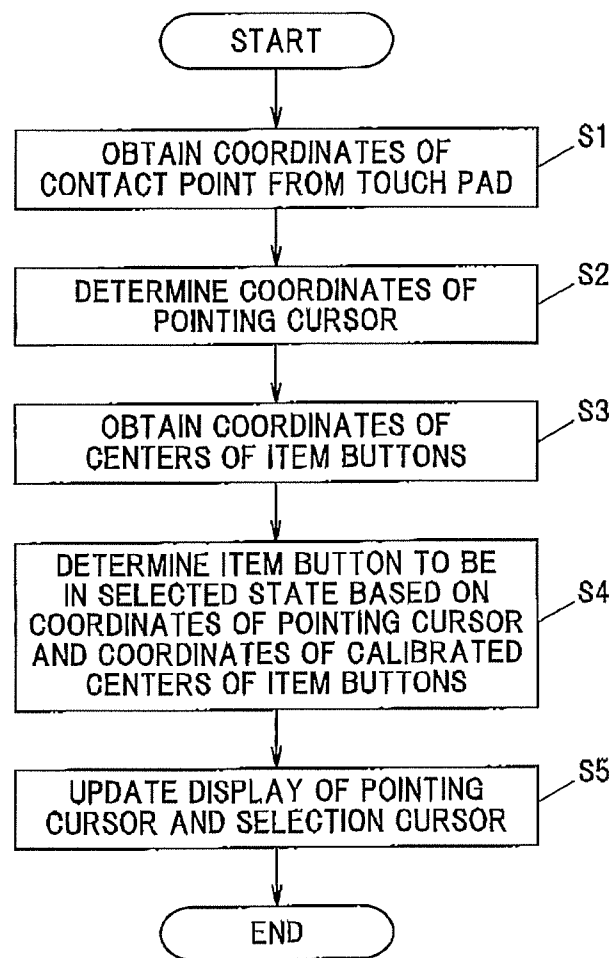 START
OBTAIN COORDINATES OF
CONTACT POINT FROM TOUCH PAD
S1
DETERMINE COORDINATES OF
POINTING CURSOR
S2
OBTAIN COORDINATES OF
CENTERS OF ITEM BUTTONS
S3
DETERMINE ITEM BUTTON TO BE
IN SELECTED STATE BASED ON
COORDINATES OF POINTING CURSOR
AND COORDINATES OF CALIBRATED
CENTERS OF ITEM BUTTONS
S4
UPDATE DISPLAY OF POINTING
CURSOR AND SELECTION CURSOR
S5
END